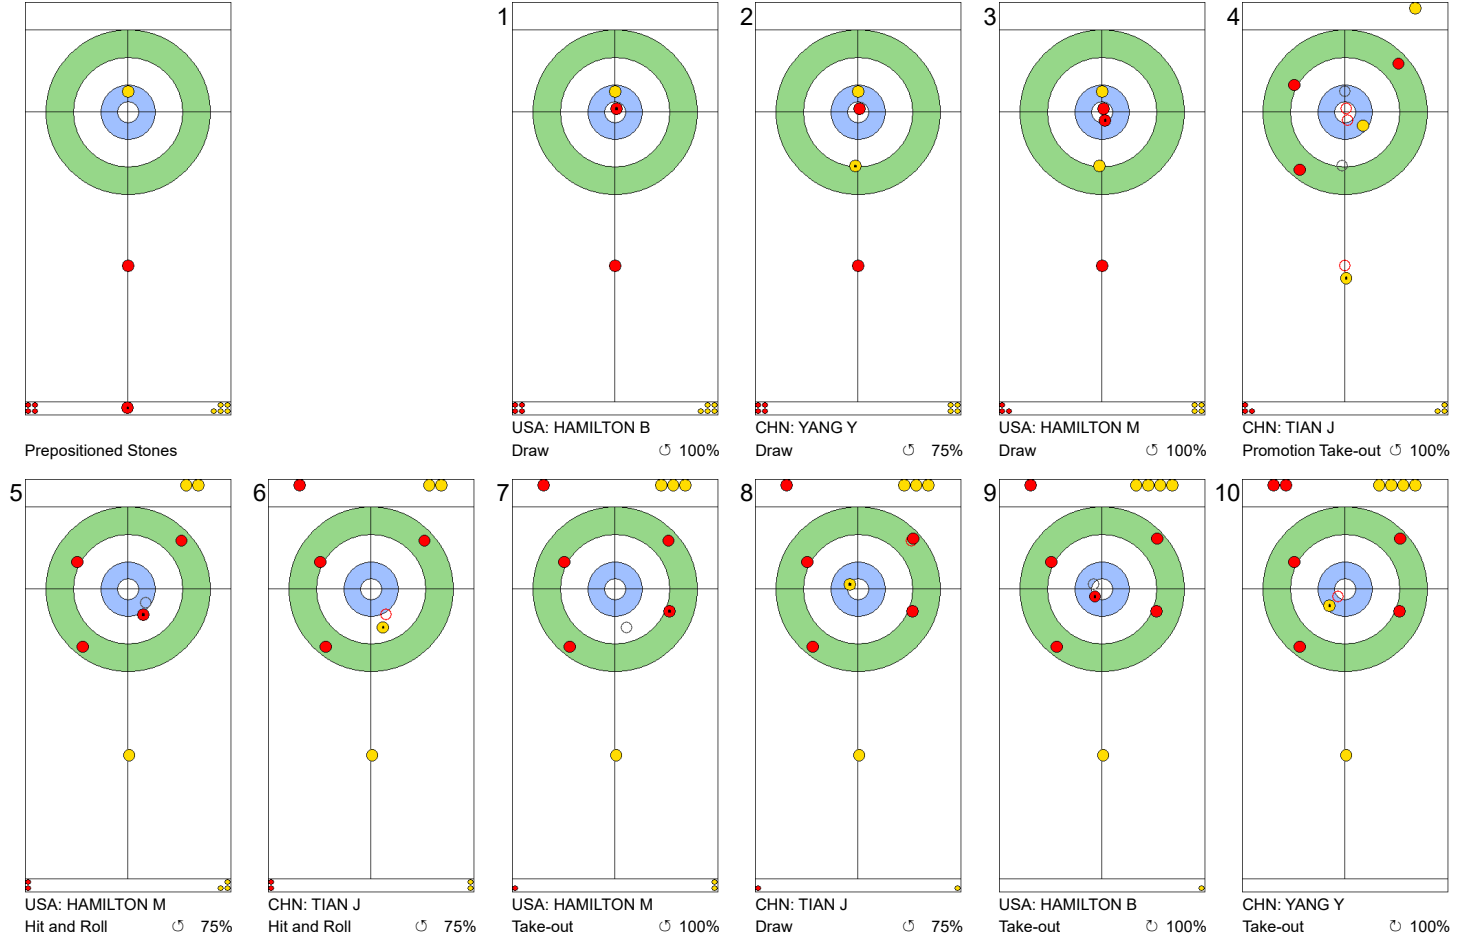 1
2
3
4
Prepositioned Stones
USA: HAMILTON B
Draw ↺ 100%
CHN: YANG Y
Draw ↺ 75%
USA: HAMILTON M
Draw ↺ 100%
CHN: TIAN J
Promotion Take-out ↺ 100%
5
6
7
8
9
10
USA: HAMILTON M
Hit and Roll ↺ 75%
CHN: TIAN J
Hit and Roll ↺ 75%
USA: HAMILTON M
Take-out ↺ 100%
CHN: TIAN J
Draw ↺ 75%
USA: HAMILTON B
Take-out ↺ 100%
CHN: YANG Y
Take-out ↻ 100%